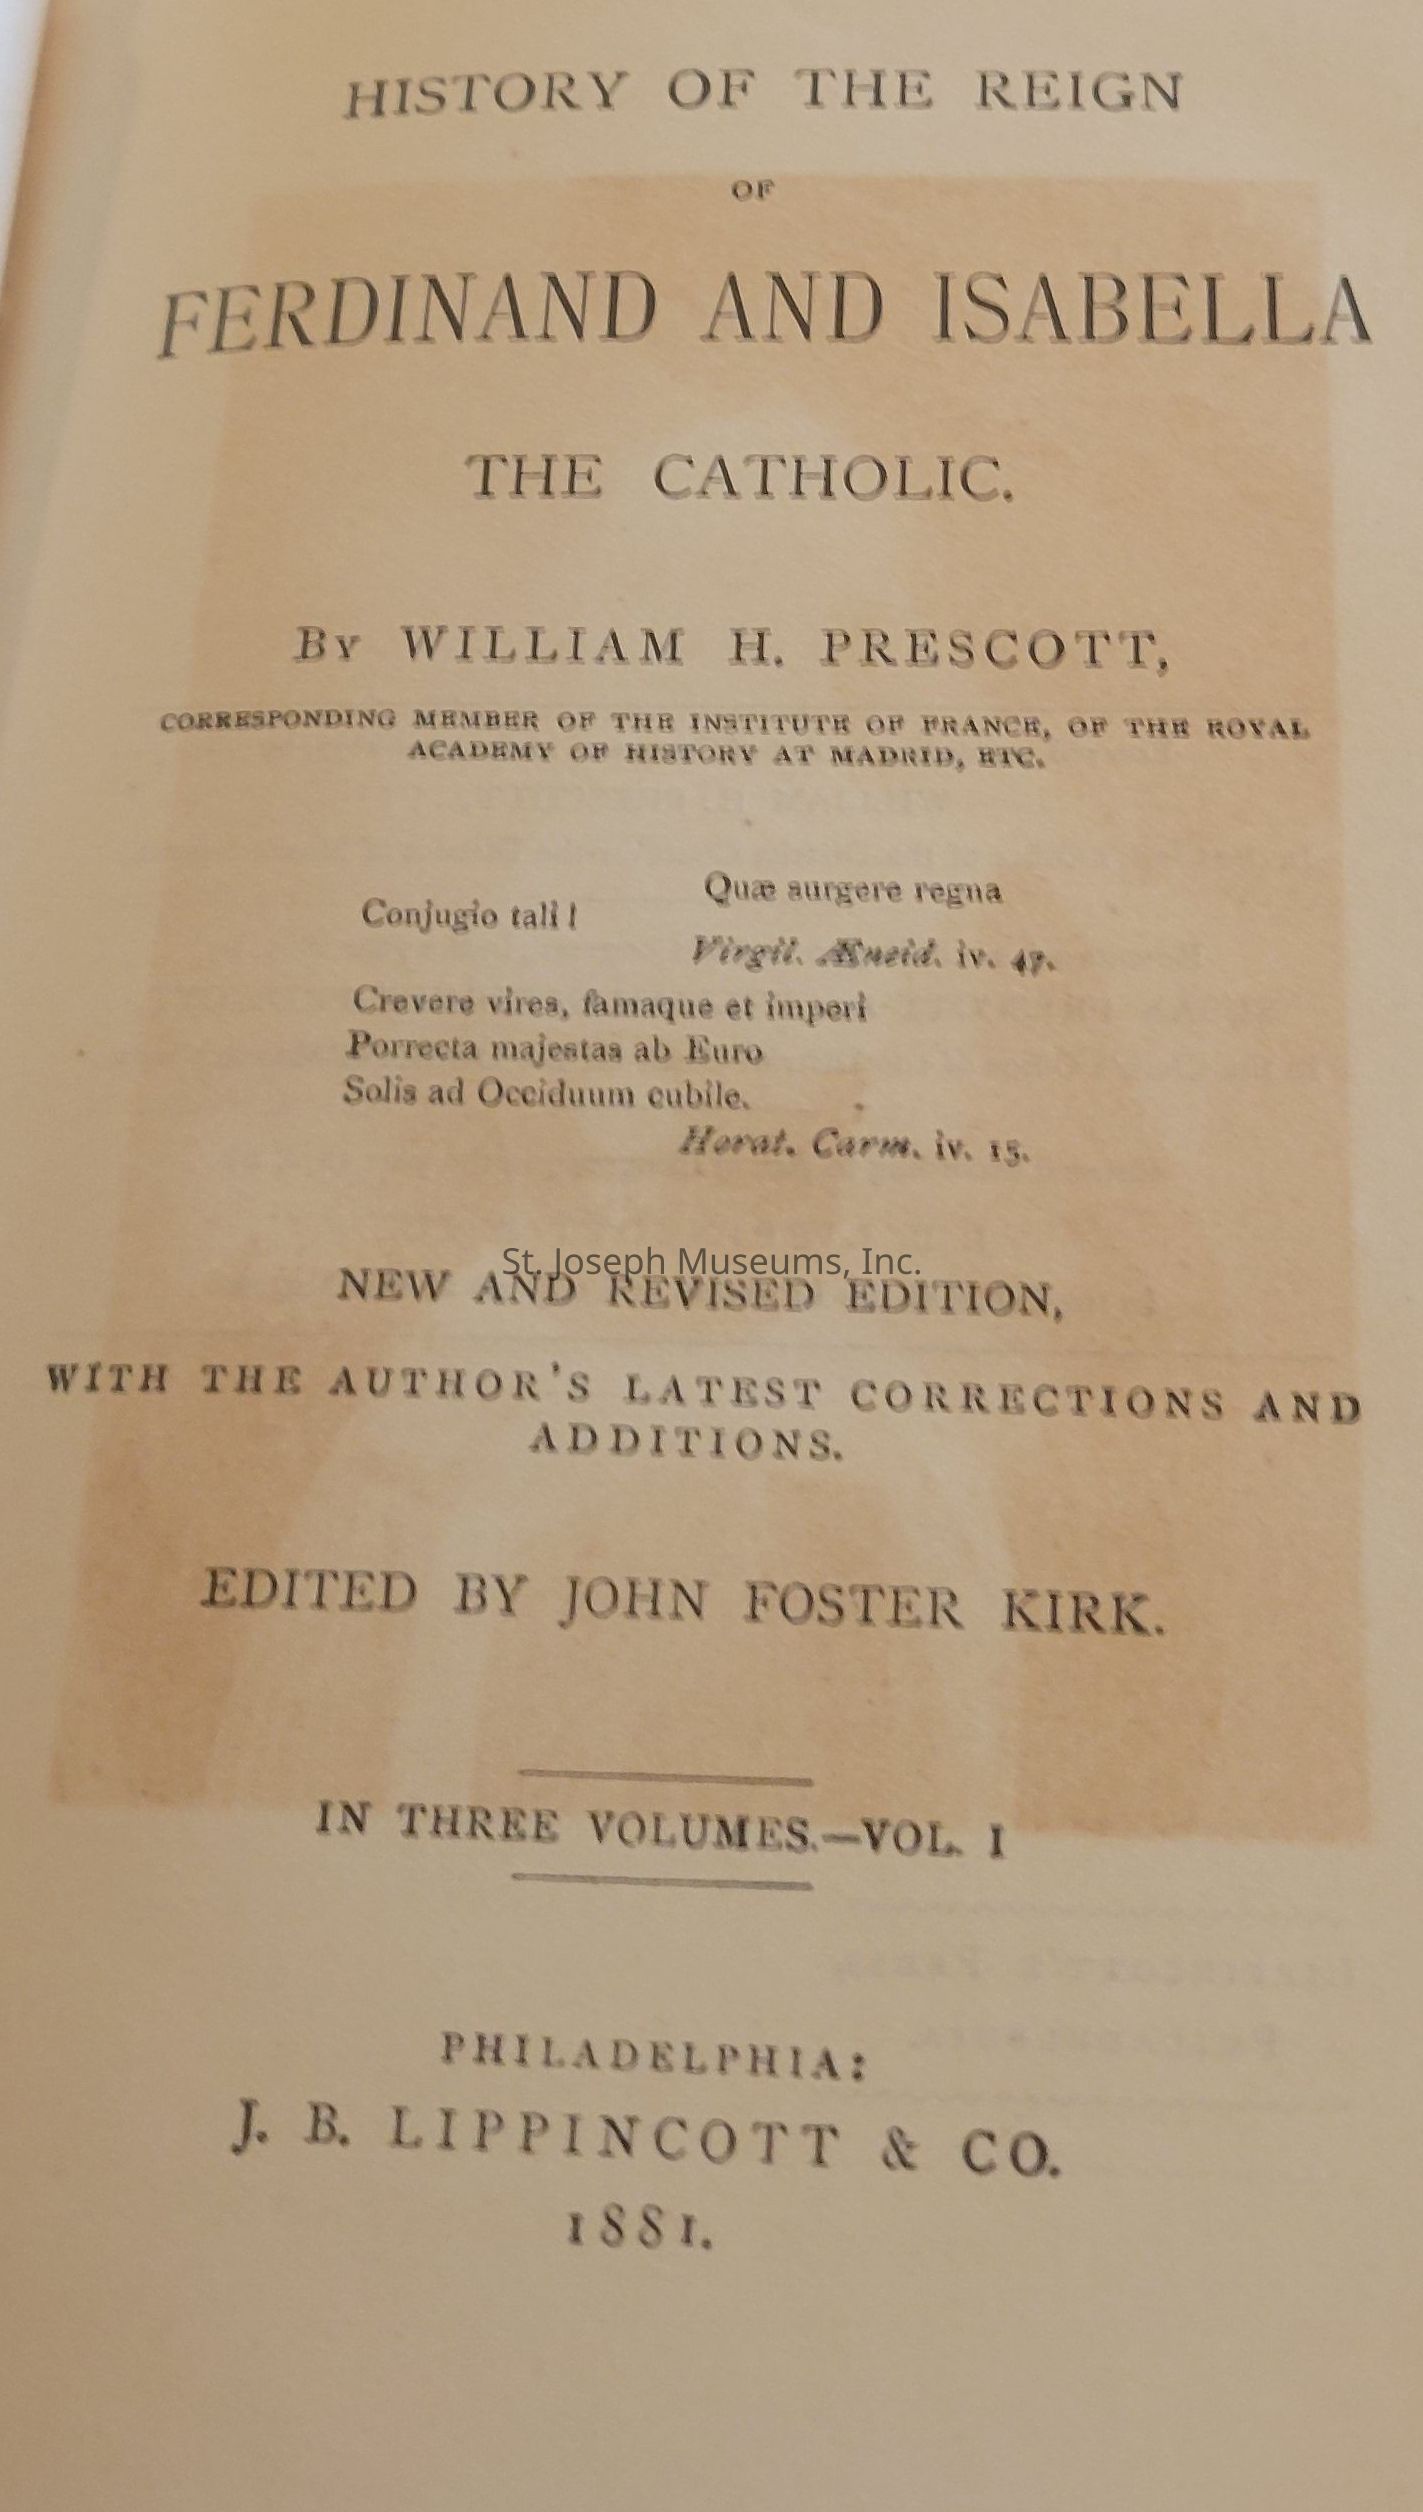 HISTORY OF THE REIGN
OF
FERDINAND AND ISABELLA
THE CATHOLIC.
By WILLIAM H. PRESCOTT,
CORRESPONDING MEMBER OF THE INSTITUTE OF FRANCE, OF THE ROYAL
ACADEMY OF HISTORY AT MADRID, ETC.
Quæ surgere regna
Conjugio tali!
Virgil. Æneid. iv. 47.
Crevere vires, famaque et imperi
Porrecta majestas ab Euro
Solis ad Occiduum cubile.
Horat. Carm. iv. 15.
St. Joseph Museums, Inc.
NEW AND REVISED EDITION,
WITH THE AUTHOR'S LATEST CORRECTIONS AND
ADDITIONS.
EDITED BY JOHN FOSTER KIRK.
IN THREE VOLUMES.—VOL. I
PHILADELPHIA:
J. B. LIPPINCOTT & CO.
1881.